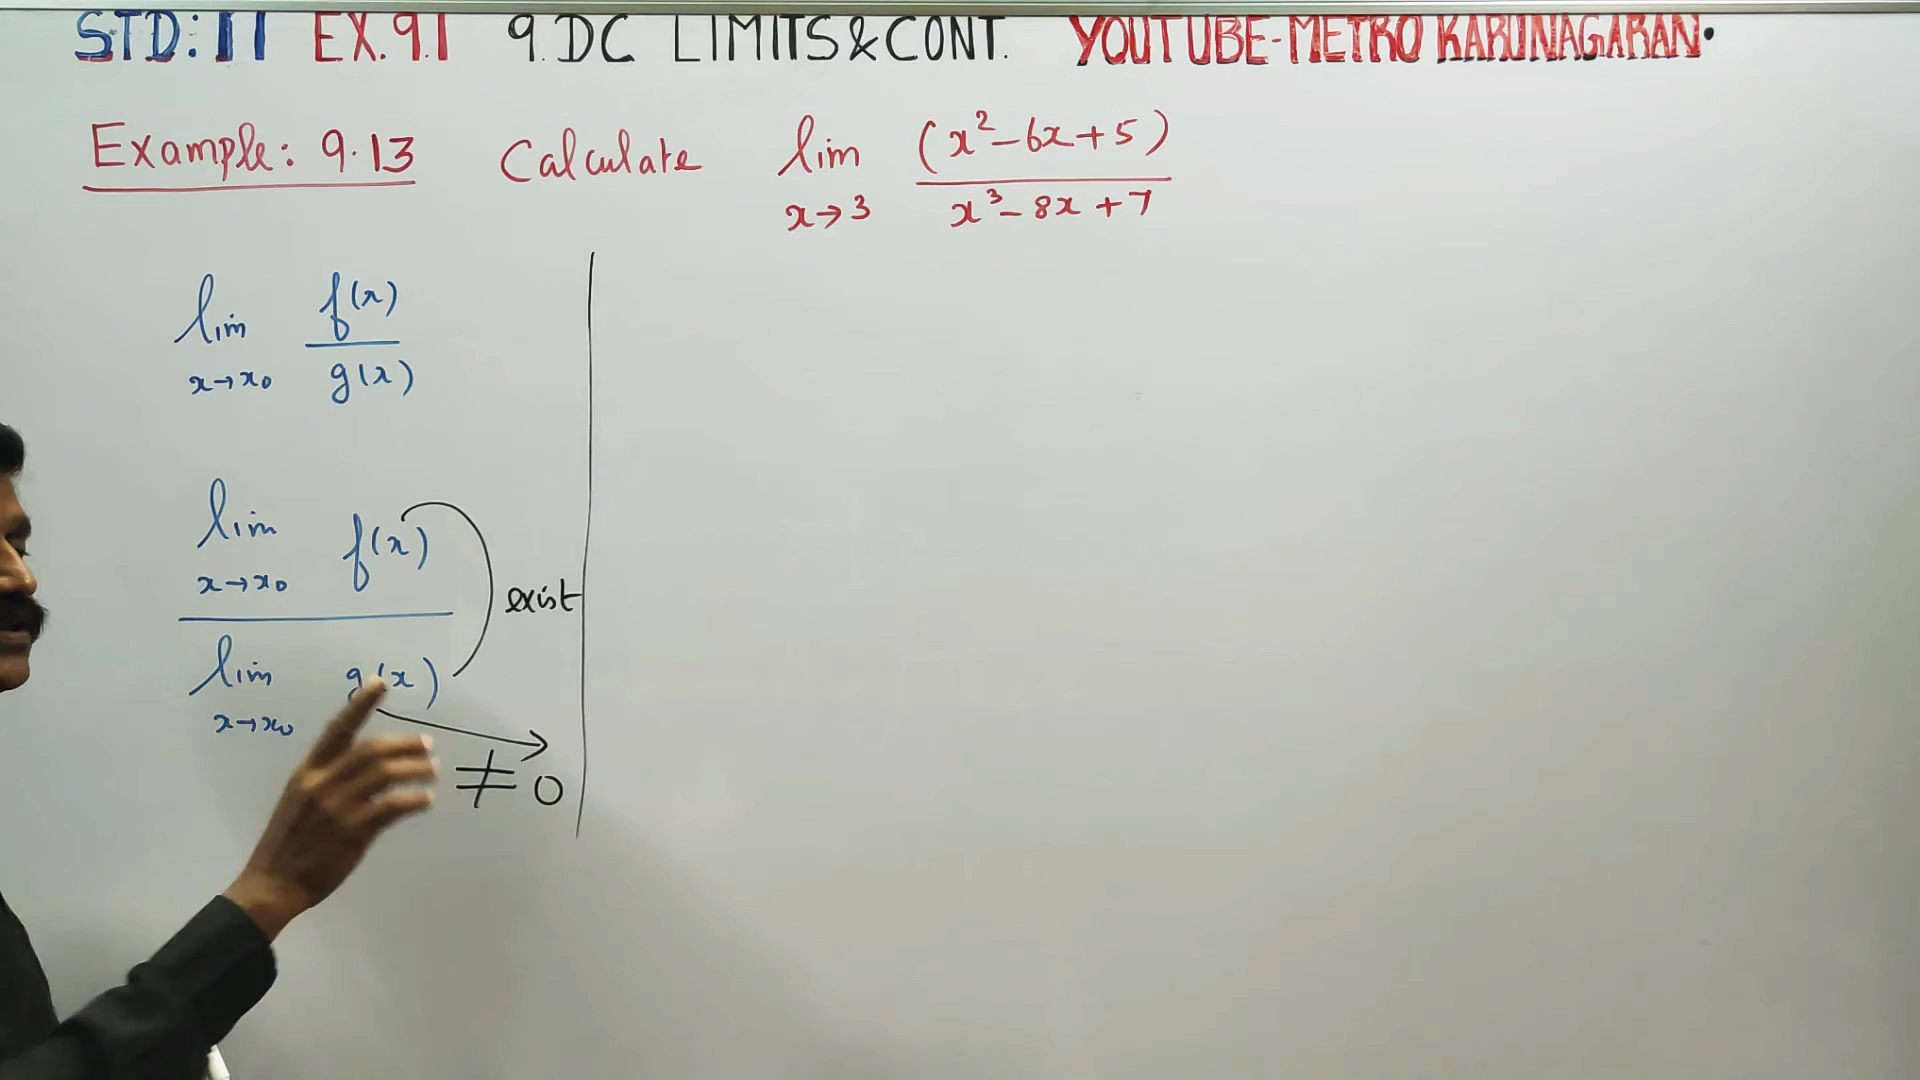 STD: 11 EX. 9.1 9. DC LIMITS & CONT. YOUTUBE-METRO KARUNAGARAN.
Example: 9.13 Calculate lim x→3 (x²-6x+5) / x³-8x+7
lim x→x₀ f(x) / g(x)
lim x→x₀ f(x)
exist
lim x→x₀ g(x)
≠ 0